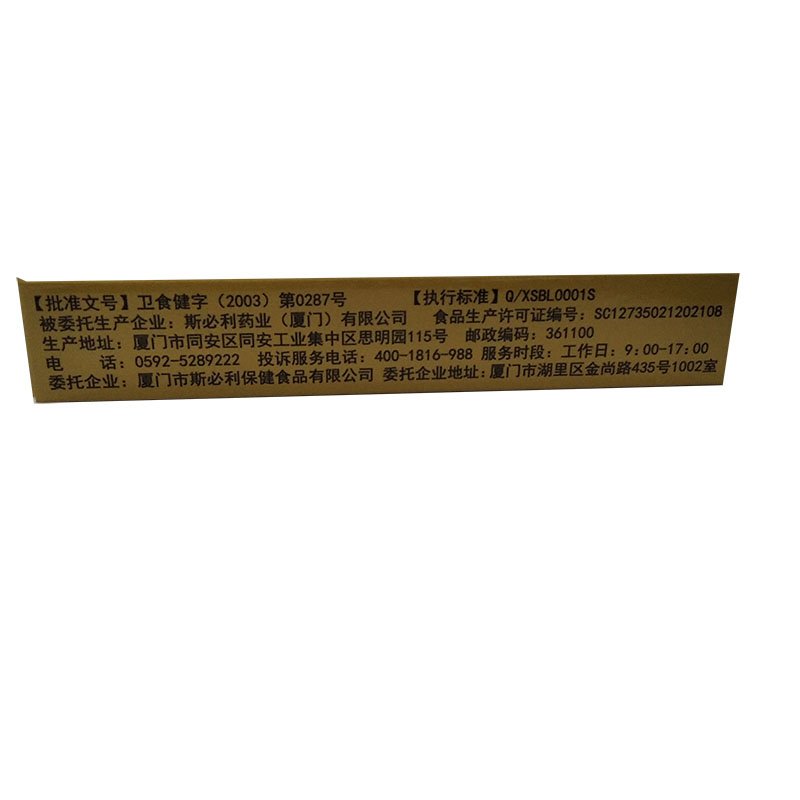 【批准文号】卫食健字（2003）第0287号 【执行标准】Q/XSBL0001S
被委托生产企业：斯必利药业（厦门）有限公司 食品生产许可证编号：SC12735021202108
生产地址：厦门市同安区同安工业集中区思明园115号 邮政编码：361100
电 话：0592-5289222 投诉服务电话：400-1816-988 服务时段：工作日：9:00-17:00
委托企业：厦门市斯必利保健食品有限公司 委托企业地址：厦门市湖里区金尚路435号1002室